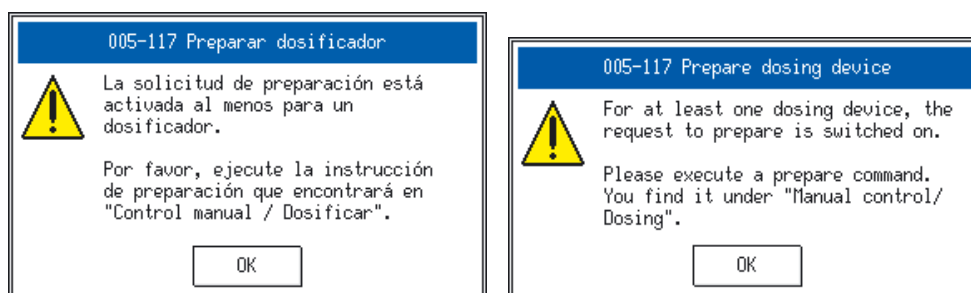 005-117 Preparar dosificador
La solicitud de preparación está
activada al menos para un
dosificador.
Por favor, ejecute la instrucción
de preparación que encontrará en
"Control manual / Dosificar".
OK
005-117 Prepare dosing device
For at least one dosing device, the
request to prepare is switched on.
Please execute a prepare command.
You find it under "Manual control/
Dosing".
OK